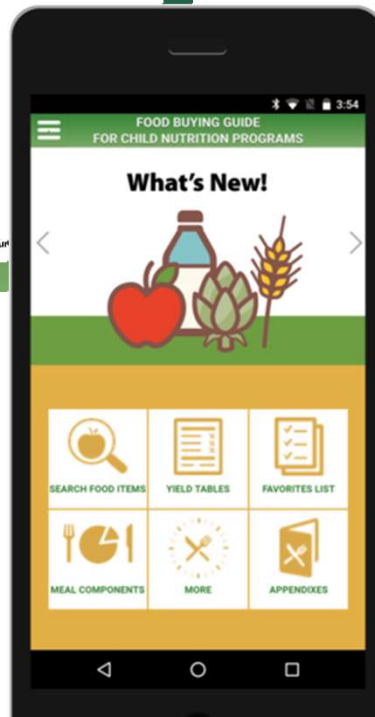 3:54
FOOD BUYING GUIDE
FOR CHILD NUTRITION PROGRAMS
What's New!
SEARCH FOOD ITEMS
YIELD TABLES
FAVORITES LIST
MEAL COMPONENTS
MORE
APPENDIXES